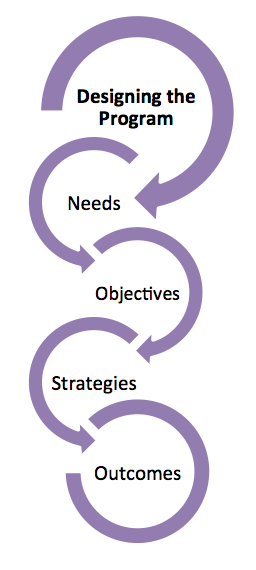 Designing the
Program
Needs
Objectives
Strategies
Outcomes